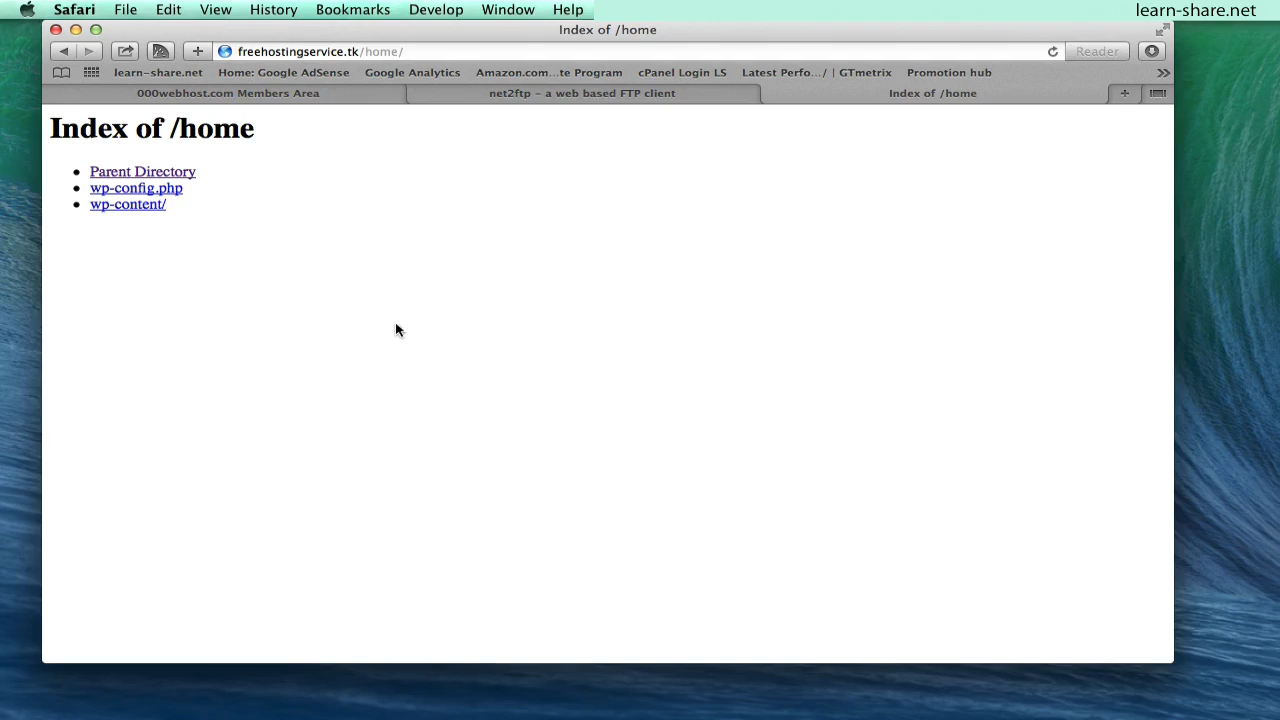 Safari File Edit View History Bookmarks Develop Window Help learn-share.net
Index of /home
freehostingservice.tk/home/ Reader
learn-share.net Home: Google AdSense Google Analytics Amazon.com...te Program cPanel Login LS Latest Perfo.../ | GTmetrix Promotion hub
000webhost.com Members Area net2ftp – a web based FTP client Index of /home
Index of /home
Parent Directory
wp-config.php
wp-content/